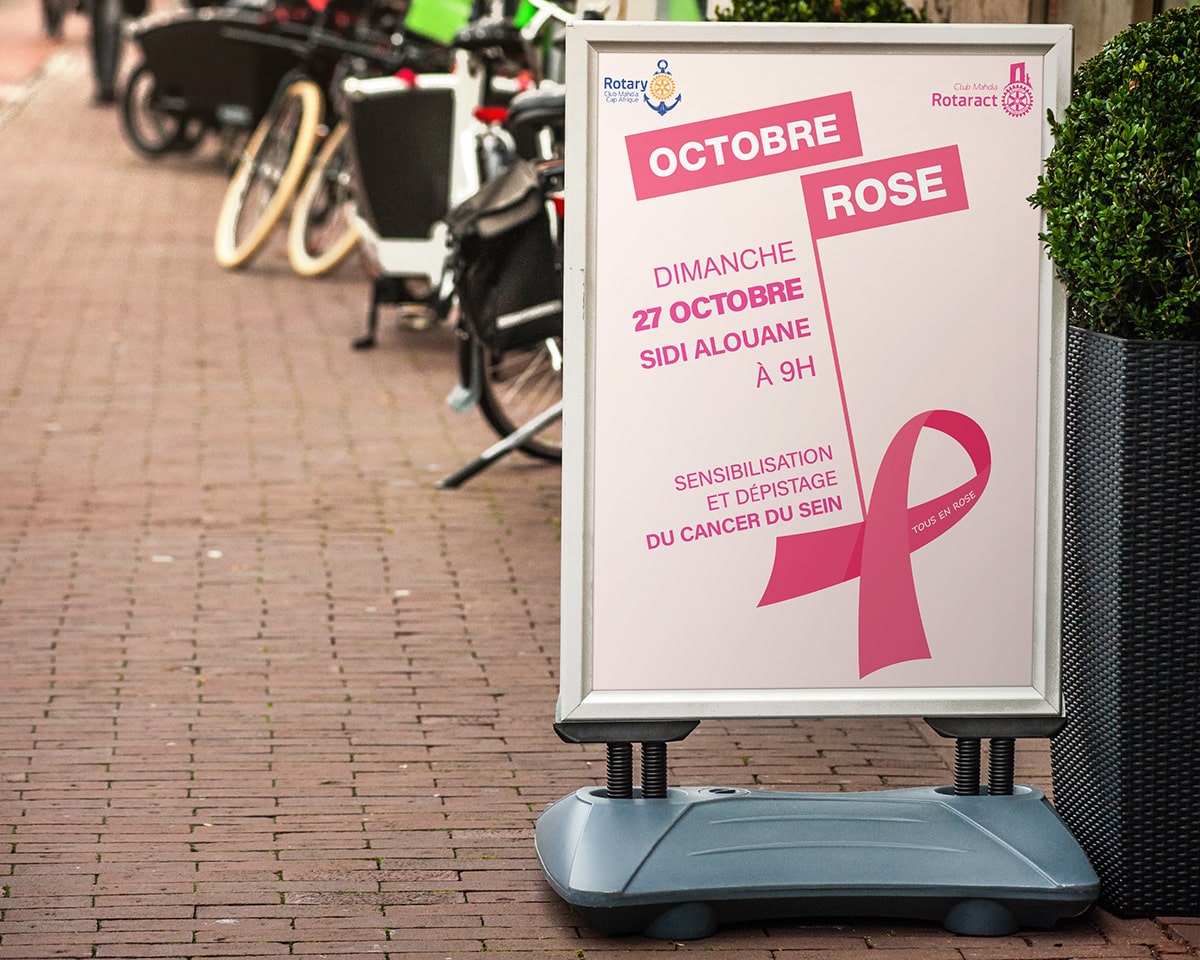 Rotary
Club Mahdia
Cap Afrique
Club Mahdia
Rotaract
OCTOBRE
ROSE
DIMANCHE
27 OCTOBRE
SIDI ALOUANE
À 9H
SENSIBILISATION
ET DÉPISTAGE
DU CANCER DU SEIN
TOUS EN ROSE